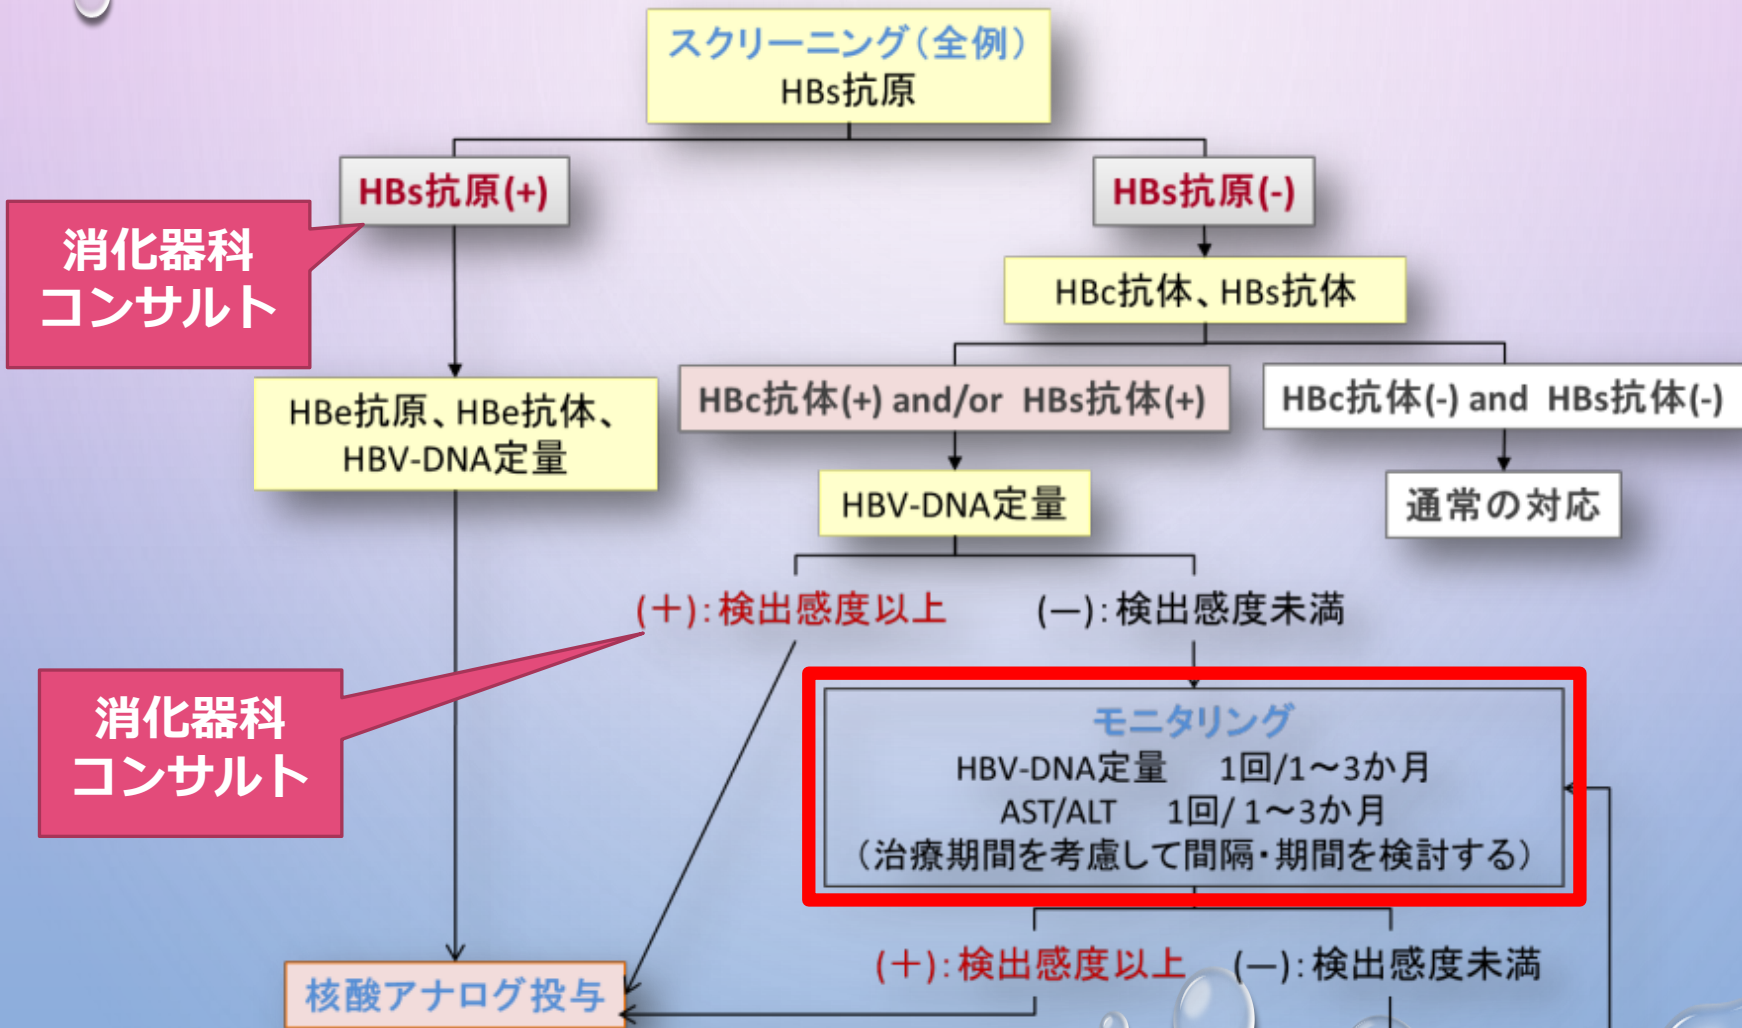 スクリーニング(全例)
HBs抗原
HBs抗原(+)
HBs抗原(-)
消化器科
コンサルト
HBc抗体、HBs抗体
HBe抗原、HBe抗体、
HBV-DNA定量
HBc抗体(+) and/or HBs抗体(+)
HBc抗体(-) and HBs抗体(-)
HBV-DNA定量
通常の対応
(+):検出感度以上
(—):検出感度未満
消化器科
コンサルト
モニタリング
HBV-DNA定量 1回/1～3か月
AST/ALT 1回/ 1～3か月
(治療期間を考慮して間隔・期間を検討する)
(+):検出感度以上
(—):検出感度未満
核酸アナログ投与